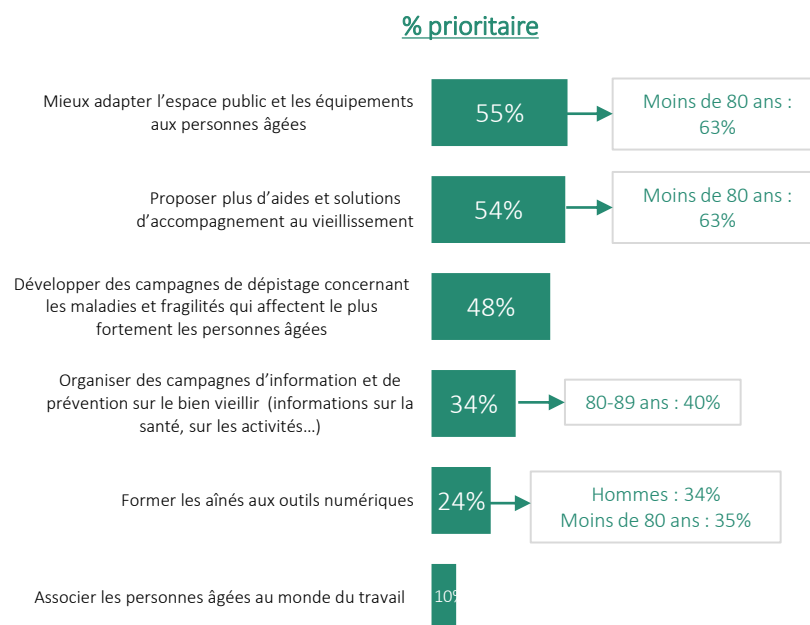 % prioritaire
Mieux adapter l’espace public et les équipements
aux personnes âgées
55%
Moins de 80 ans :
63%
Proposer plus d’aides et solutions
d’accompagnement au vieillissement
54%
Moins de 80 ans :
63%
Développer des campagnes de dépistage concernant
les maladies et fragilités qui affectent le plus
fortement les personnes âgées
48%
Organiser des campagnes d’information et de
prévention sur le bien vieillir (informations sur la
santé, sur les activités…)
34%
80-89 ans : 40%
Former les aînés aux outils numériques
24%
Hommes : 34%
Moins de 80 ans : 35%
Associer les personnes âgées au monde du travail
10%